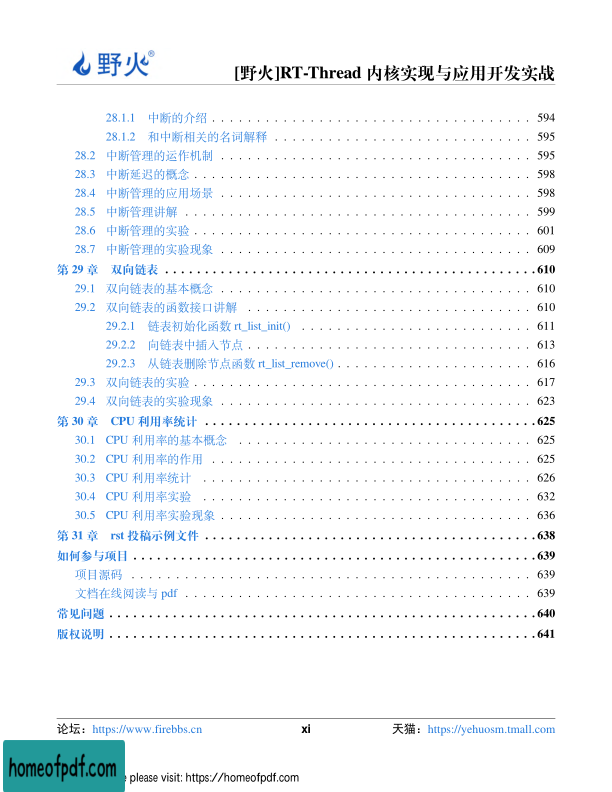 野火®
[野火]RT-Thread 内核实现与应用开发实战
28.1.1 中断的介绍 . . . . . . . . . . . . . . . . . . . . . . . . . . . . . . 594
28.1.2 和中断相关的名词解释 . . . . . . . . . . . . . . . . . . . . . . . . 595
28.2 中断管理的运作机制 . . . . . . . . . . . . . . . . . . . . . . . . . . . . 595
28.3 中断延迟的概念 . . . . . . . . . . . . . . . . . . . . . . . . . . . . . . 598
28.4 中断管理的应用场景 . . . . . . . . . . . . . . . . . . . . . . . . . . . . 598
28.5 中断管理讲解 . . . . . . . . . . . . . . . . . . . . . . . . . . . . . . . 599
28.6 中断管理的实验 . . . . . . . . . . . . . . . . . . . . . . . . . . . . . . 601
28.7 中断管理的实验现象 . . . . . . . . . . . . . . . . . . . . . . . . . . . . 609
第 29 章 双向链表 . . . . . . . . . . . . . . . . . . . . . . . . . . . . . . . . 610
29.1 双向链表的基本概念 . . . . . . . . . . . . . . . . . . . . . . . . . . . . 610
29.2 双向链表的函数接口讲解 . . . . . . . . . . . . . . . . . . . . . . . . . 610
29.2.1 链表初始化函数 rt_list_init() . . . . . . . . . . . . . . . . . . . . . 611
29.2.2 向链表中插入节点 . . . . . . . . . . . . . . . . . . . . . . . . . . 613
29.2.3 从链表删除节点函数 rt_list_remove() . . . . . . . . . . . . . . . . . 616
29.3 双向链表的实验 . . . . . . . . . . . . . . . . . . . . . . . . . . . . . . 617
29.4 双向链表的实验现象 . . . . . . . . . . . . . . . . . . . . . . . . . . . . 623
第 30 章 CPU 利用率统计 . . . . . . . . . . . . . . . . . . . . . . . . . . . . 625
30.1 CPU 利用率的基本概念 . . . . . . . . . . . . . . . . . . . . . . . . . . 625
30.2 CPU 利用率的作用 . . . . . . . . . . . . . . . . . . . . . . . . . . . . . 625
30.3 CPU 利用率统计 . . . . . . . . . . . . . . . . . . . . . . . . . . . . . . 626
30.4 CPU 利用率实验 . . . . . . . . . . . . . . . . . . . . . . . . . . . . . . 632
30.5 CPU 利用率实验现象 . . . . . . . . . . . . . . . . . . . . . . . . . . . . 636
第 31 章 rst 投稿示例文件 . . . . . . . . . . . . . . . . . . . . . . . . . . . . 638
如何参与项目 . . . . . . . . . . . . . . . . . . . . . . . . . . . . . . . . . . . 639
项目源码 . . . . . . . . . . . . . . . . . . . . . . . . . . . . . . . . . . . 639
文档在线阅读与 pdf . . . . . . . . . . . . . . . . . . . . . . . . . . . . . . 639
常见问题 . . . . . . . . . . . . . . . . . . . . . . . . . . . . . . . . . . . . . 640
版权说明 . . . . . . . . . . . . . . . . . . . . . . . . . . . . . . . . . . . . . 641
论坛：https://www.firebbs.cn xi 天猫：https://yehuosm.tmall.com
homeofpdf.com
please visit: https://homeofpdf.com